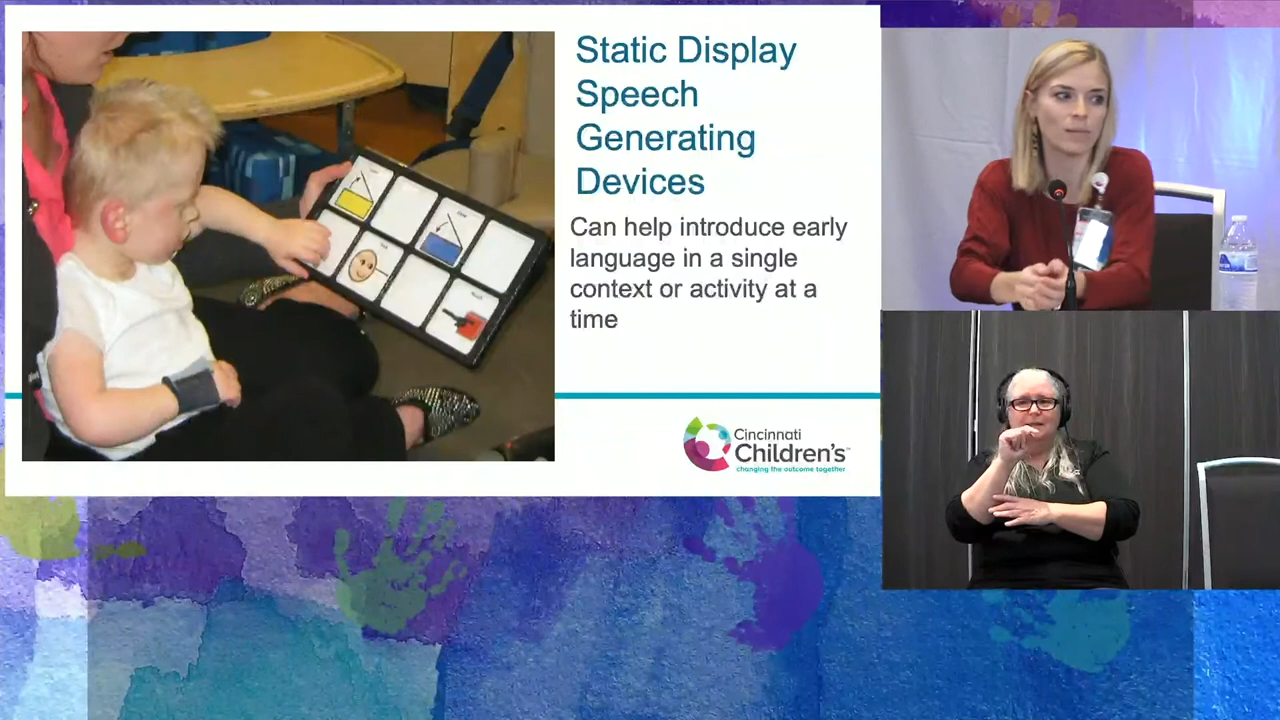 Static Display
Speech
Generating
Devices
Can help introduce early
language in a single
context or activity at a
time
Cincinnati
Children's
changing the outcome together